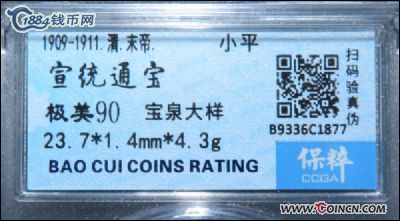 1884钱币网
1909-1911.清.末帝. 小平
宣统通宝
极美90 宝泉大样
23.7*1.4mm*4.3g
BAO CUI COINS RATING
扫码验真伪
B9336C1877
保粹
CCGA
www.COINCN.com